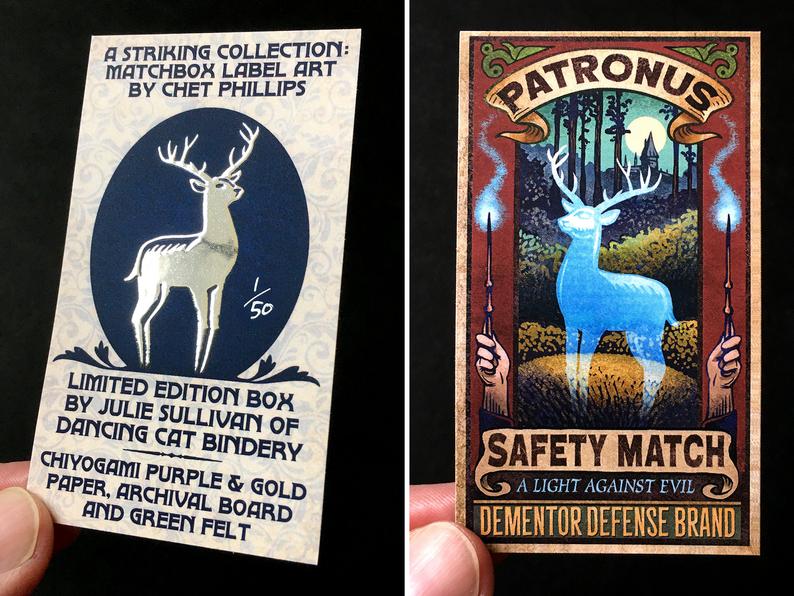 A STRIKING COLLECTION:
MATCHBOX LABEL ART
BY CHET PHILLIPS
1/50
LIMITED EDITION BOX
BY JULIE SULLIVAN OF
DANCING CAT BINDERY
CHIYOGAMI PURPLE & GOLD
PAPER, ARCHIVAL BOARD
AND GREEN FELT
PATRONUS
SAFETY MATCH
A LIGHT AGAINST EVIL
DEMENTOR DEFENSE BRAND